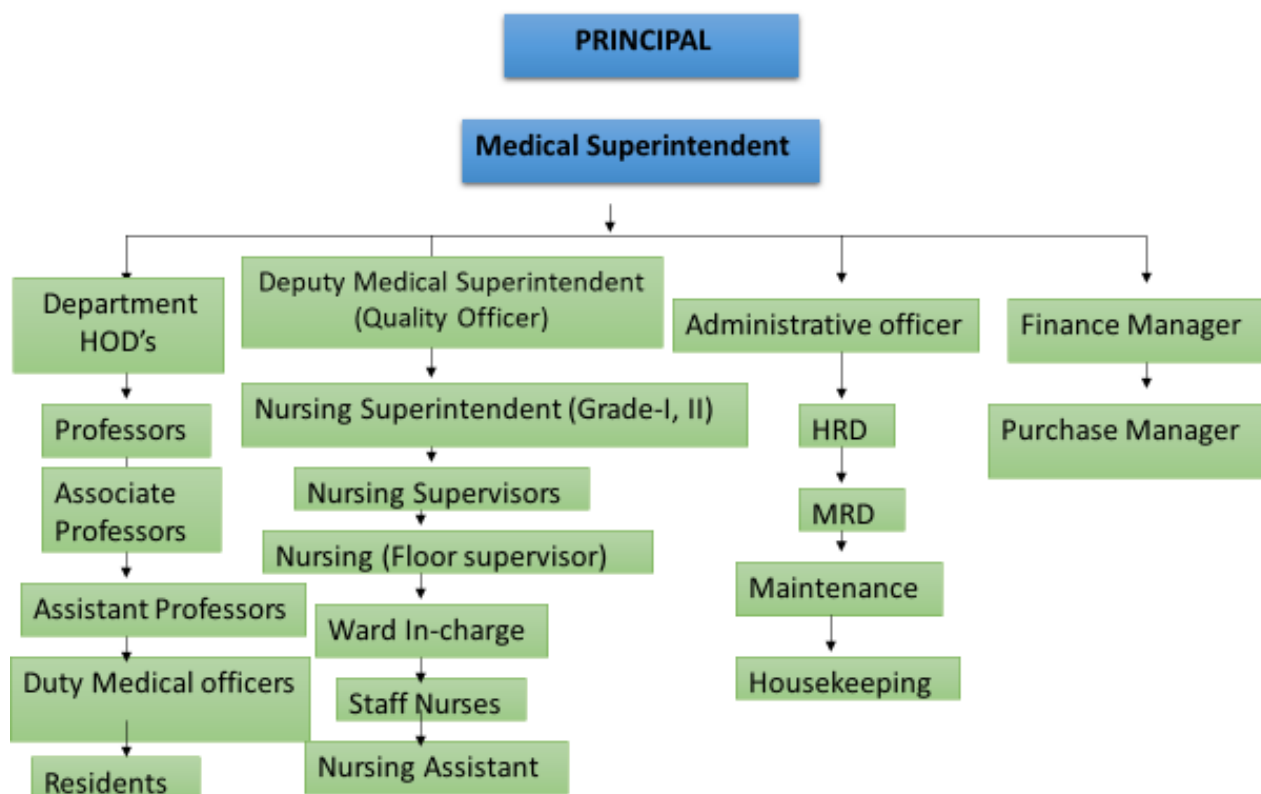 PRINCIPAL
Medical Superintendent
Department
HOD's
Professors
Associate
Professors
Assistant Professors
Duty Medical officers
Residents
Deputy Medical Superintendent
(Quality Officer)
Nursing Superintendent (Grade-I, II)
Nursing Supervisors
Nursing (Floor supervisor)
Ward In-charge
Staff Nurses
Nursing Assistant
Administrative officer
HRD
MRD
Maintenance
Housekeeping
Finance Manager
Purchase Manager